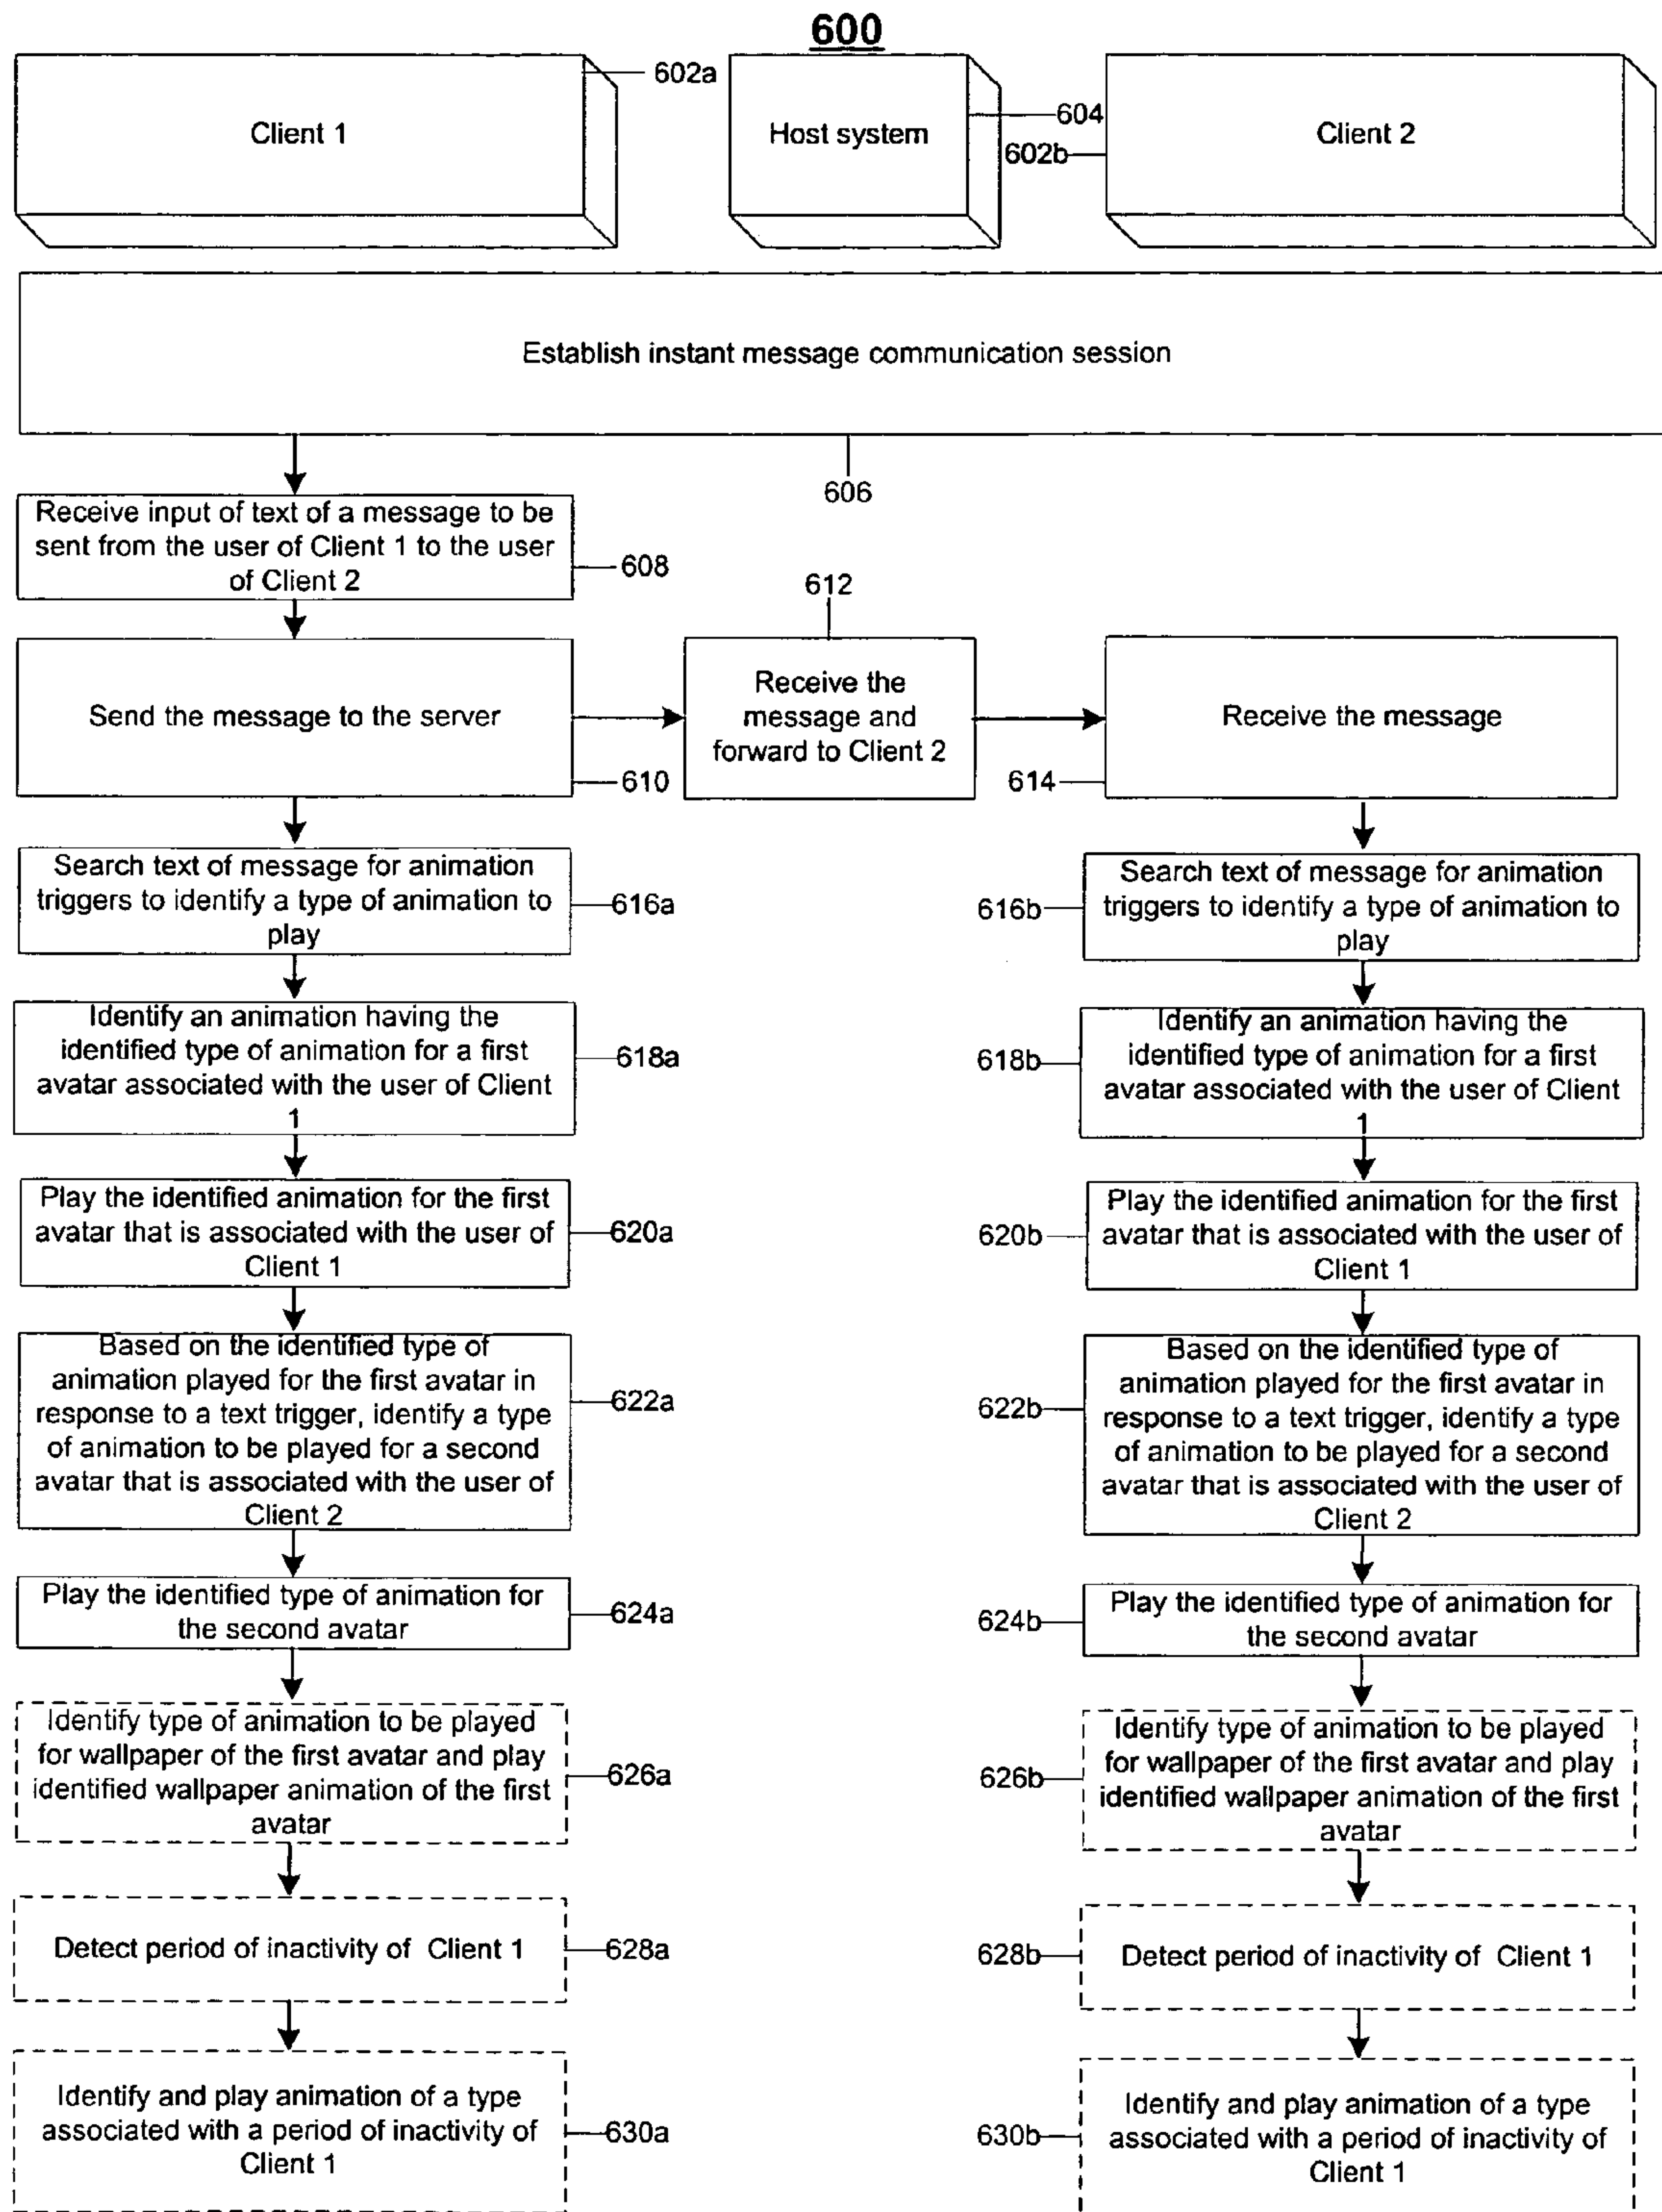 600
Client 1
602a
Host system
604
602b
Client 2
Establish instant message communication session
606
Receive input of text of a message to be
sent from the user of Client 1 to the user
of Client 2
608
Send the message to the server
610
612
Receive the
message and
forward to Client 2
Receive the message
614
Search text of message for animation
triggers to identify a type of animation to
play
616a
Identify an animation having the
identified type of animation for a first
avatar associated with the user of Client
1
618a
Play the identified animation for the first
avatar that is associated with the user of
Client 1
620a
Based on the identified type of
animation played for the first avatar in
response to a text trigger, identify a type
of animation to be played for a second
avatar that is associated with the user of
Client 2
622a
Play the identified type of animation for
the second avatar
624a
Identify type of animation to be played
for wallpaper of the first avatar and play
identified wallpaper animation of the first
avatar
626a
Detect period of inactivity of Client 1
628a
Identify and play animation of a type
associated with a period of inactivity of
Client 1
630a
616b
Search text of message for animation
triggers to identify a type of animation to
play
618b
Identify an animation having the
identified type of animation for a first
avatar associated with the user of Client
1
620b
Play the identified animation for the first
avatar that is associated with the user of
Client 1
622b
Based on the identified type of
animation played for the first avatar in
response to a text trigger, identify a type
of animation to be played for a second
avatar that is associated with the user of
Client 2
624b
Play the identified type of animation for
the second avatar
626b
Identify type of animation to be played
for wallpaper of the first avatar and play
identified wallpaper animation of the first
avatar
628b
Detect period of inactivity of Client 1
630b
Identify and play animation of a type
associated with a period of inactivity of
Client 1